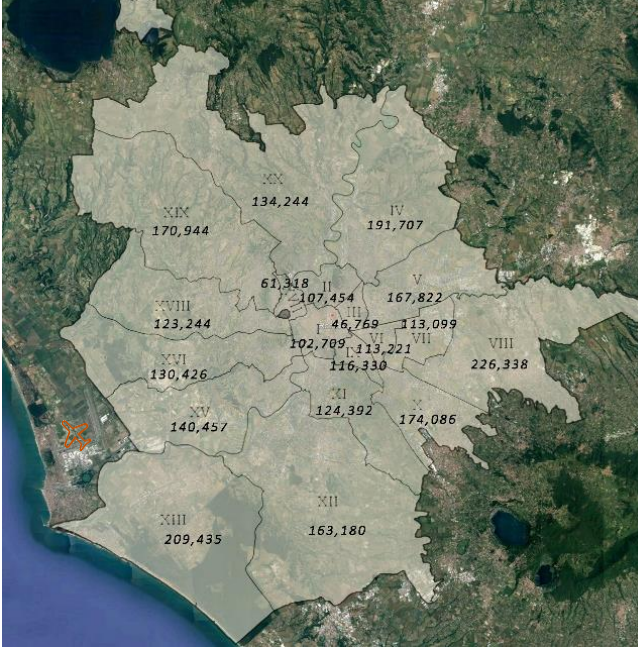 XX
134,244
XIX
170,944
IV
191,707
61,318
II
107,454
V
167,822
XVIII
123,244
III
46,769
113,099
I
102,709
VI
113,221
VII
VIII
226,338
116,330
XVI
130,426
XI
124,392
X
174,086
XV
140,457
XII
163,180
XIII
209,435